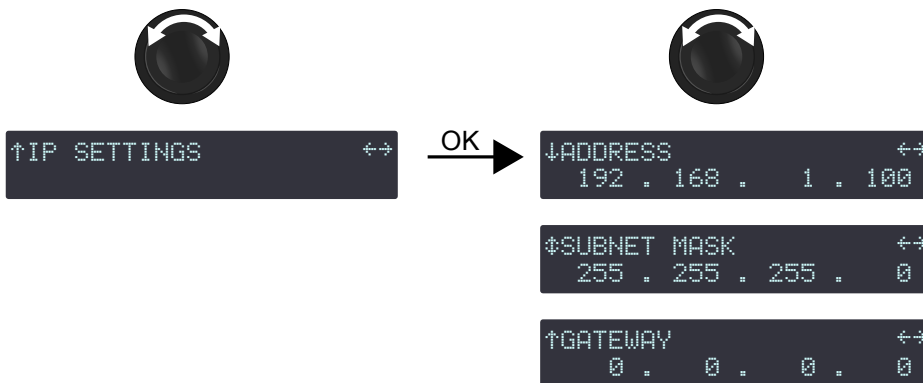 ↑IP SETTINGS ↔
OK
↓ADDRESS ↔
192 . 168 . 1 . 100
↕SUBNET MASK ↔
255 . 255 . 255 . 0
↑GATEWAY ↔
0 . 0 . 0 . 0